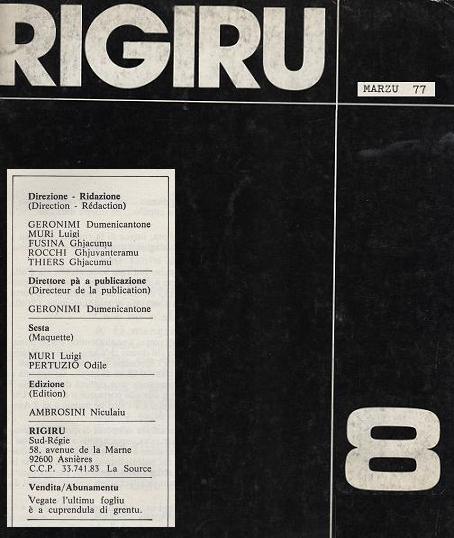 RIGIRU
MARZU 77
Direzione - Ridazione
(Direction - Rédaction)
GERONIMI Dumenicantone
MURi Luigi
FUSINA Ghjacumu
ROCCHI Ghjuvanteramu
THIERS Ghjacumu
Direttore pà a publicazione
(Directeur de la publication)
GERONIMI Dumenicantone
Sesta
(Maquette)
MURI Luigi
PERTUZIO Odile
Edizione
(Edition)
AMBROSINI Niculaiu
RIGIRU
Sud-Régie
58, avenue de la Marne
92600 Asnières
C.C.P. 33.741.83 La Source
Vendita/Abunamentu
Vegate l'ultimu fogliu
è a cuprendula di grentu.
8